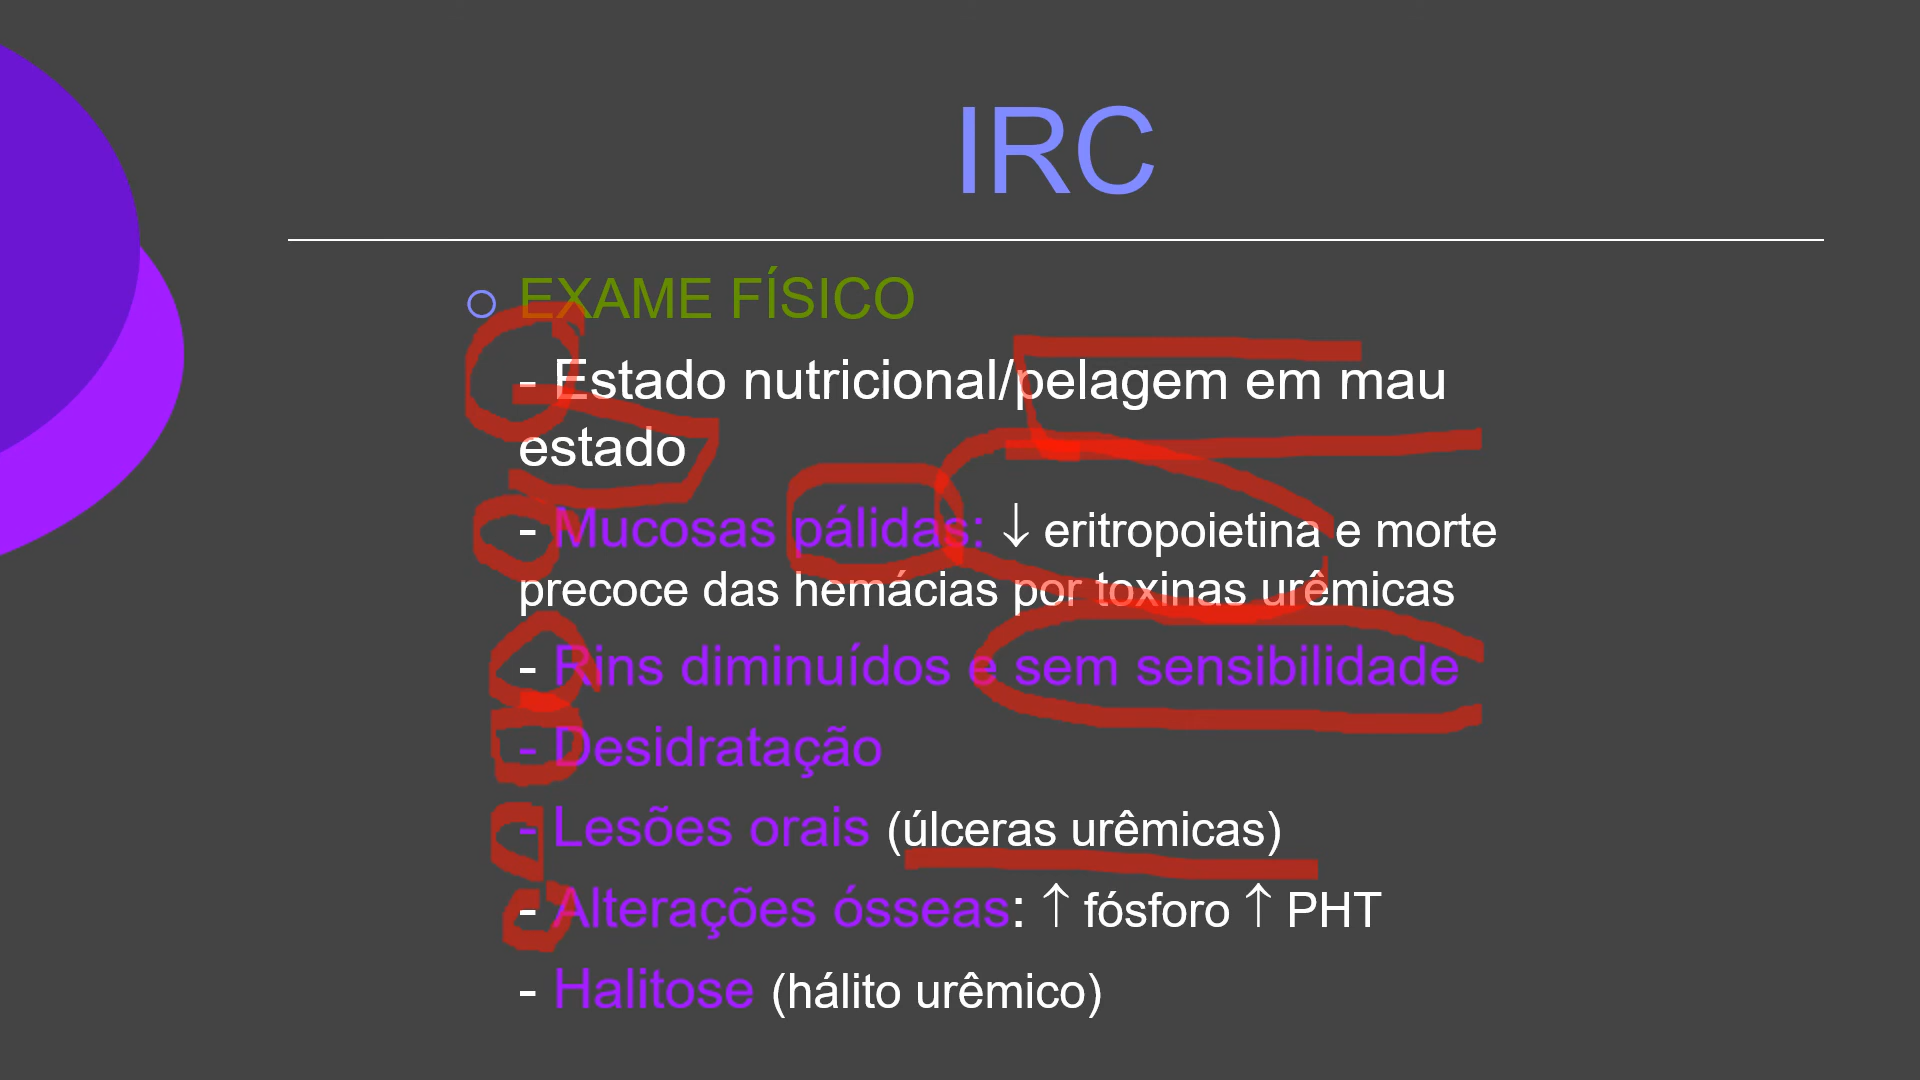 IRC
EXAME FÍSICO
- Estado nutricional/pelagem em mau
estado
- Mucosas pálidas: ↓ eritropoietina e morte
precoce das hemácias por toxinas urêmicas
- Rins diminuídos e sem sensibilidade
- Desidratação
- Lesões orais (úlceras urêmicas)
- Alterações ósseas: ↑ fósforo ↑ PHT
- Halitose (hálito urêmico)